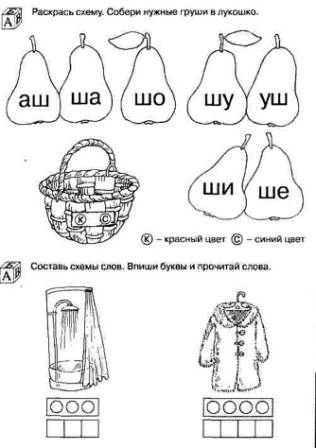 А Раскрась схему. Собери нужные груши в лукошко.
аш ша шо шу уш
ши ше
К С
К – красный цвет С – синий цвет
А Составь схемы слов. Впиши буквы и прочитай слова.